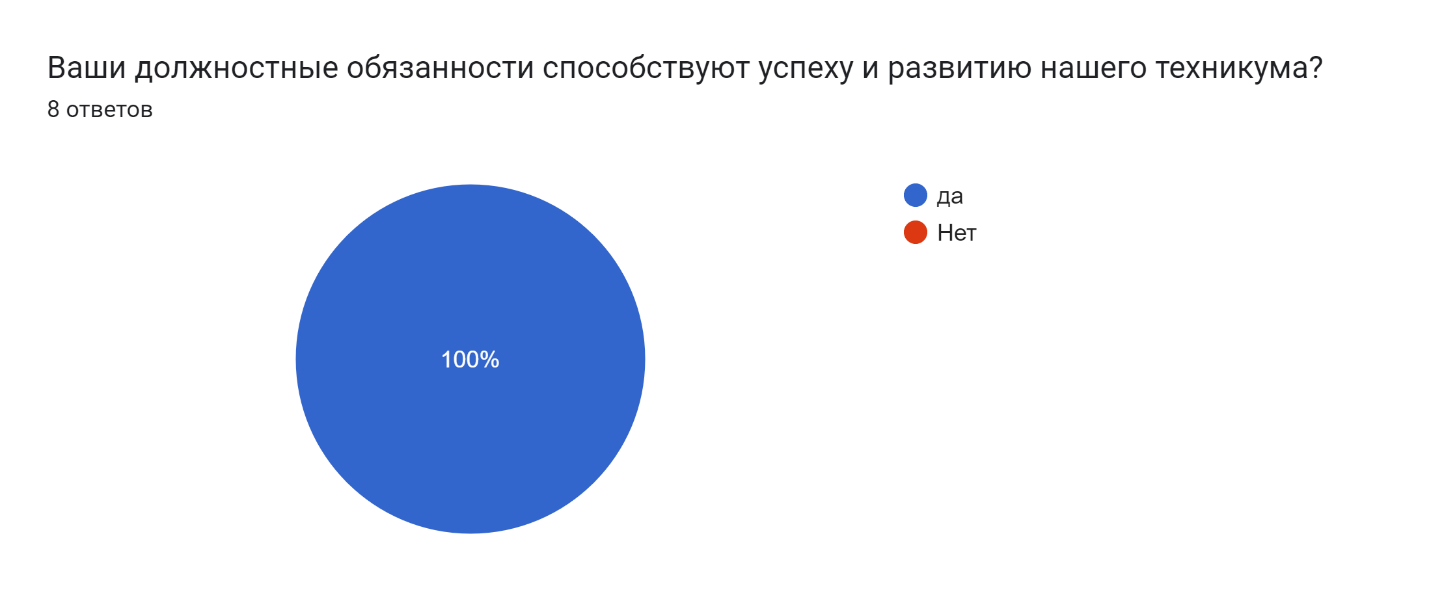 Ваши должностные обязанности способствуют успеху и развитию нашего техникума?
8 ответов
100%
да
Нет